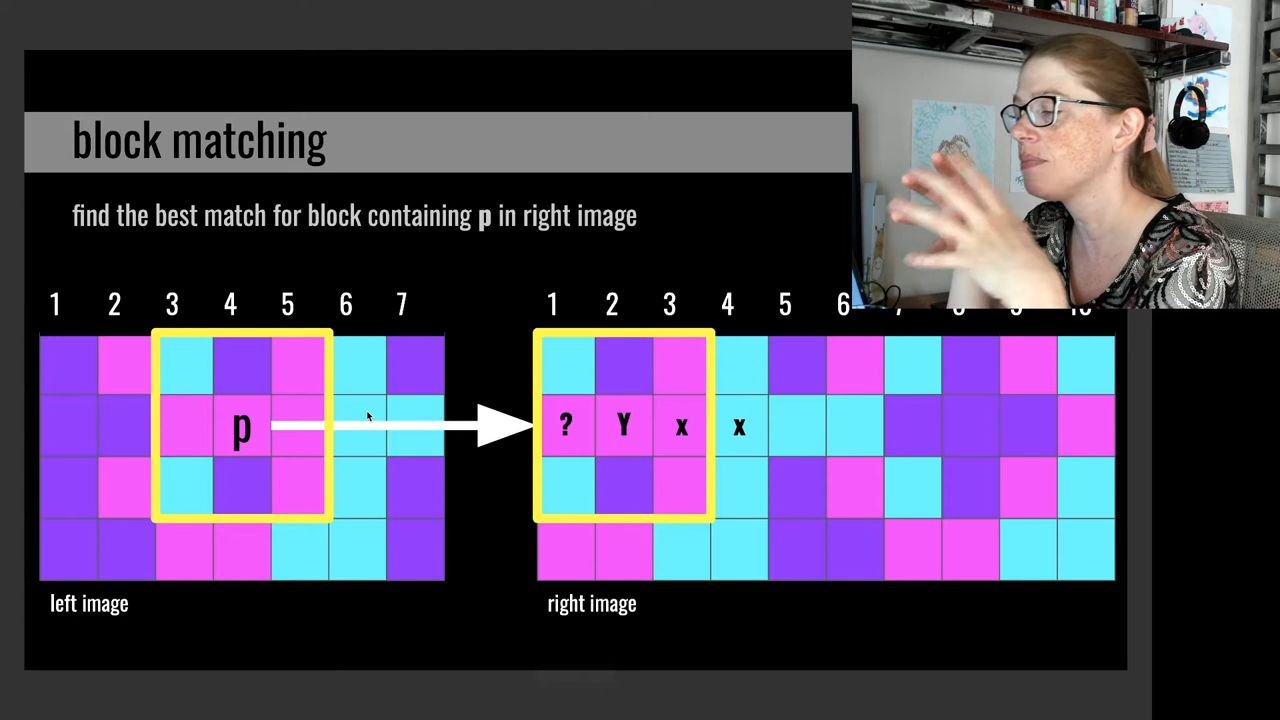 block matching
find the best match for block containing p in right image
1 2 3 4 5 6 7
1 2 3 4 5 6
p
? Y x x
left image
right image